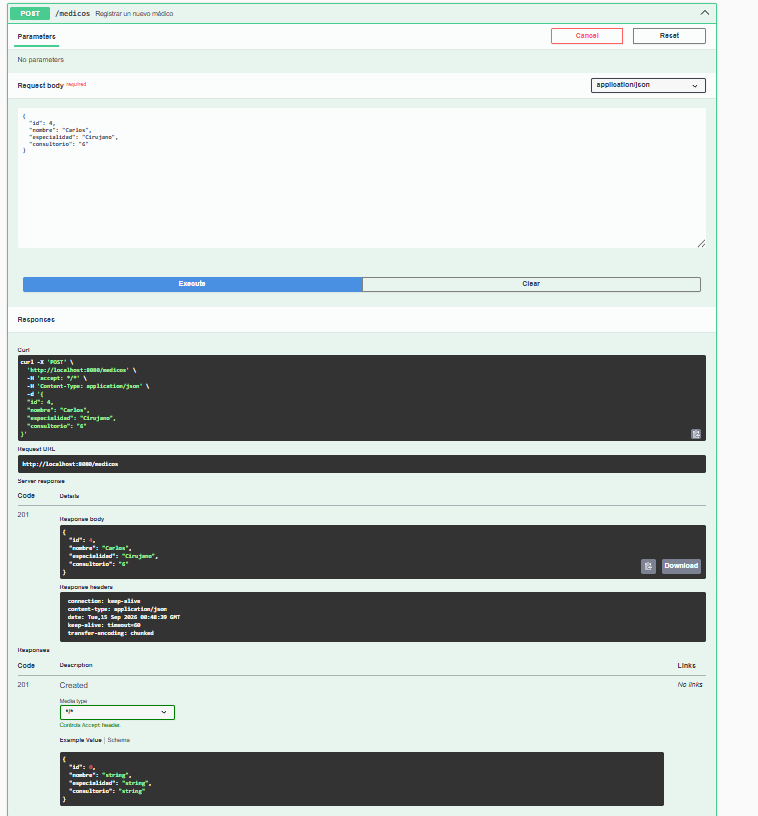 POST /medicos Registrar un nuevo médico
Parameters
Cancel
Reset
No parameters
Request body required
application/json
{
"id": 4,
"nombre": "Carlos",
"especialidad": "Cirujano",
"consultorio": "6"
}
Execute
Clear
Responses
Curl
curl -X 'POST' \
'http://localhost:8080/medicos' \
-H 'accept: */*' \
-H 'Content-Type: application/json' \
-d '{
"id": 4,
"nombre": "Carlos",
"especialidad": "Cirujano",
"consultorio": "6"
}'
Request URL
http://localhost:8080/medicos
Server response
Code Details
201
Response body
{
"id": 4,
"nombre": "Carlos",
"especialidad": "Cirujano",
"consultorio": "6"
}
Download
Response headers
connection: keep-alive
content-type: application/json
date: Tue,15 Sep 2026 00:48:39 GMT
keep-alive: timeout=60
transfer-encoding: chunked
Responses
Code Description Links
201 Created No links
Media type
*/*
Controls Accept header.
Example Value | Schema
{
"id": 0,
"nombre": "string",
"especialidad": "string",
"consultorio": "string"
}